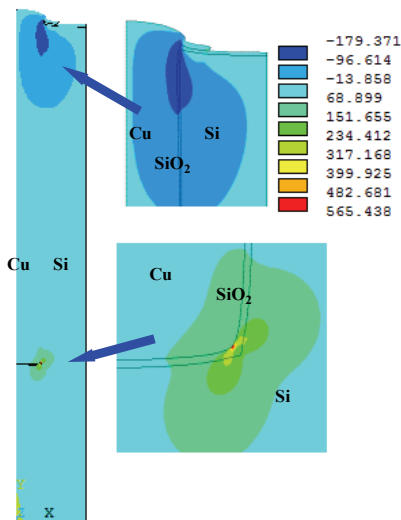 Cu Si
SiO2
-179.371
-96.614
-13.858
68.899
151.655
234.412
317.168
399.925
482.681
565.438
Cu Si
Cu
SiO2
Si
Y
Z X